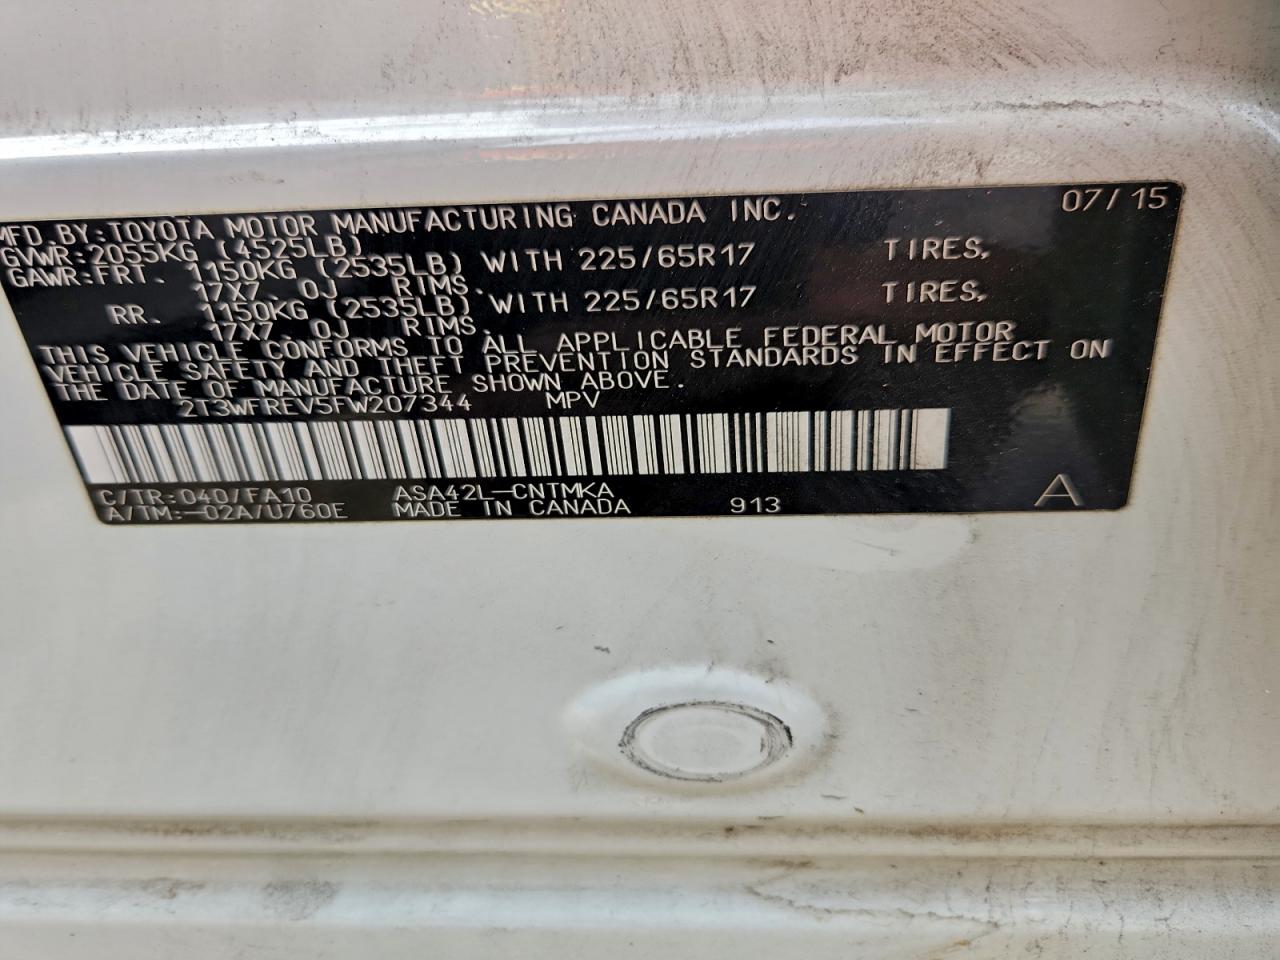 MFD.BY:TOYOTA MOTOR MANUFACTURING CANADA INC. 07/15
GVWR:2055KG (4525LB)
GAWR:FRT. 1150KG (2535LB) WITH 225/65R17 TIRES,
17X7.0J RIMS.
RR. 1150KG (2535LB) WITH 225/65R17 TIRES,
17X7.0J RIMS.
THIS VEHICLE CONFORMS TO ALL APPLICABLE FEDERAL MOTOR
VEHICLE SAFETY AND THEFT PREVENTION STANDARDS IN EFFECT ON
THE DATE OF MANUFACTURE SHOWN ABOVE.
2T3WFREV5FW207344 MPV
C/TR:040/FA10 ASA42L-CNTMKA
A/TM:-02A/U760E MADE IN CANADA 913 A